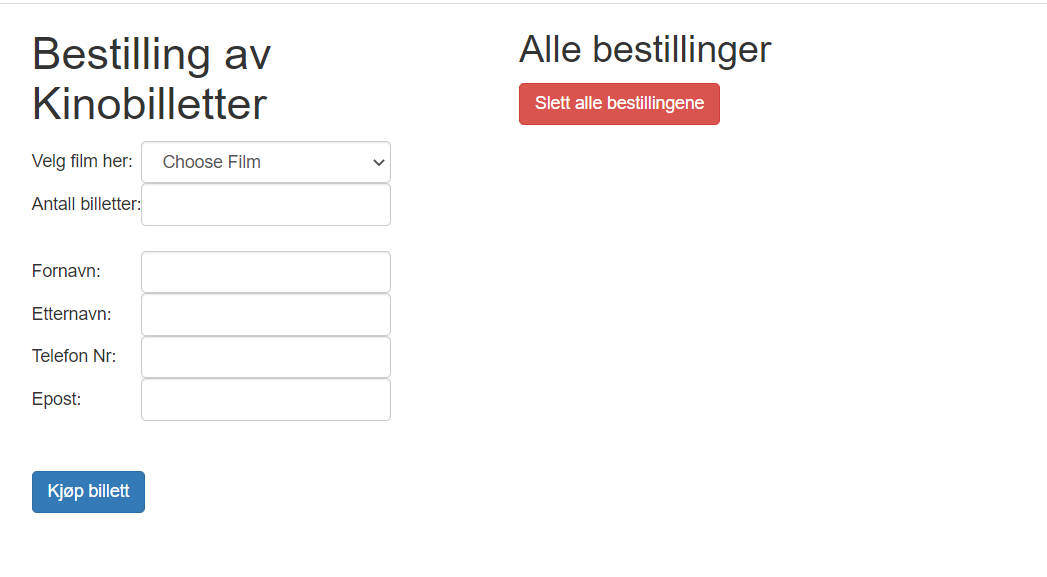 Bestilling av
Kinobilletter
Velg film her: Choose Film
Antall billetter:
Fornavn:
Etternavn:
Telefon Nr:
Epost:
Kjøp billett
Alle bestillinger
Slett alle bestillingene